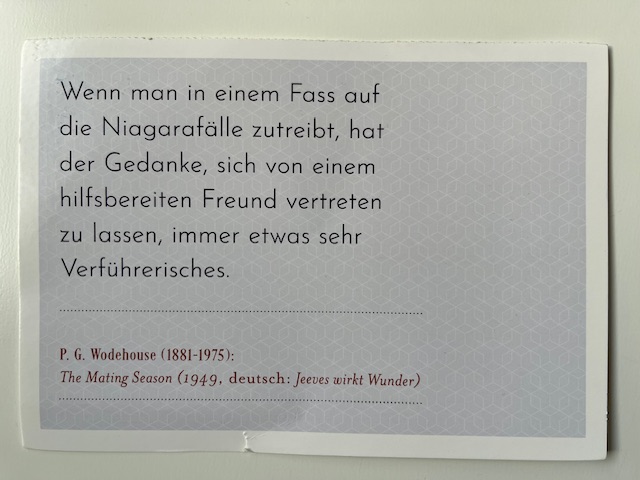 Wenn man in einem Fass auf
die Niagarafälle zutreibt, hat
der Gedanke, sich von einem
hilfsbereiten Freund vertreten
zu lassen, immer etwas sehr
Verführerisches.
P. G. Wodehouse (1881-1975):
The Mating Season (1949, deutsch: Jeeves wirkt Wunder)